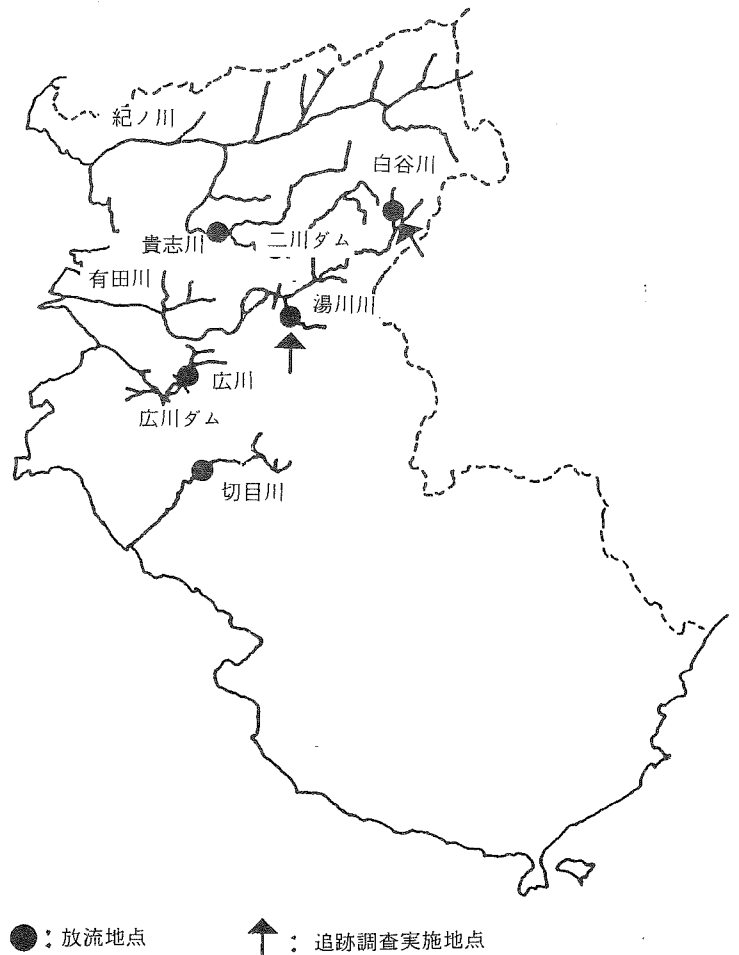 紀ノ川
白谷川
貴志川
二川ダム
有田川
湯川川
広川
広川ダム
切目川
●：放流地点
↑：追跡調査実施地点